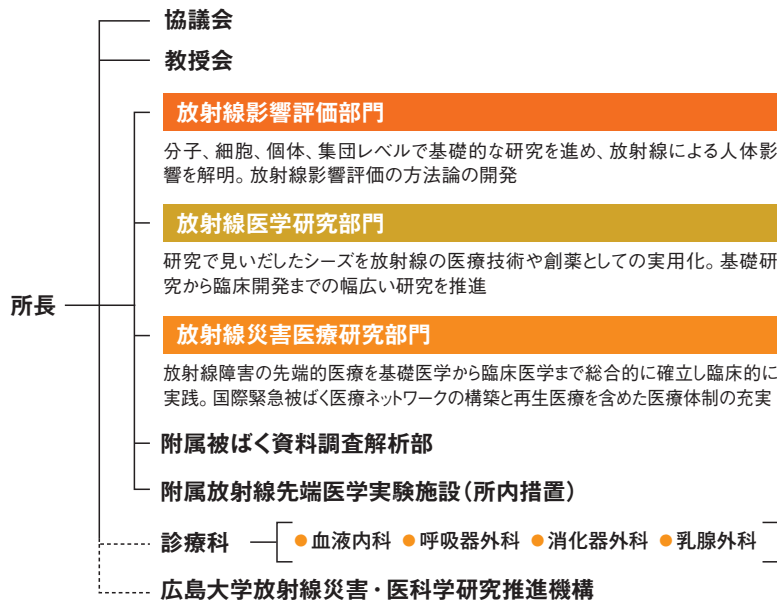 協議会
教授会
放射線影響評価部門
分子、細胞、個体、集団レベルで基礎的な研究を進め、放射線による人体影
響を解明。放射線影響評価の方法論の開発
放射線医学研究部門
研究で見いだしたシーズを放射線の医療技術や創薬としての実用化。基礎研
究から臨床開発までの幅広い研究を推進
所長
放射線災害医療研究部門
放射線障害の先端的医療を基礎医学から臨床医学まで総合的に確立し臨床的に
実践。国際緊急被ばく医療ネットワークの構築と再生医療を含めた医療体制の充実
附属被ばく資料調査解析部
附属放射線先端医学実験施設（所内措置）
診療科 ●血液内科 ●呼吸器外科 ●消化器外科 ●乳腺外科
広島大学放射線災害・医科学研究推進機構